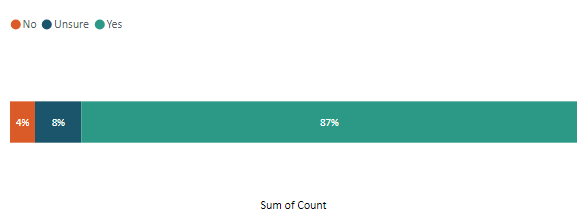 No Unsure Yes
4% 8% 87%
Sum of Count